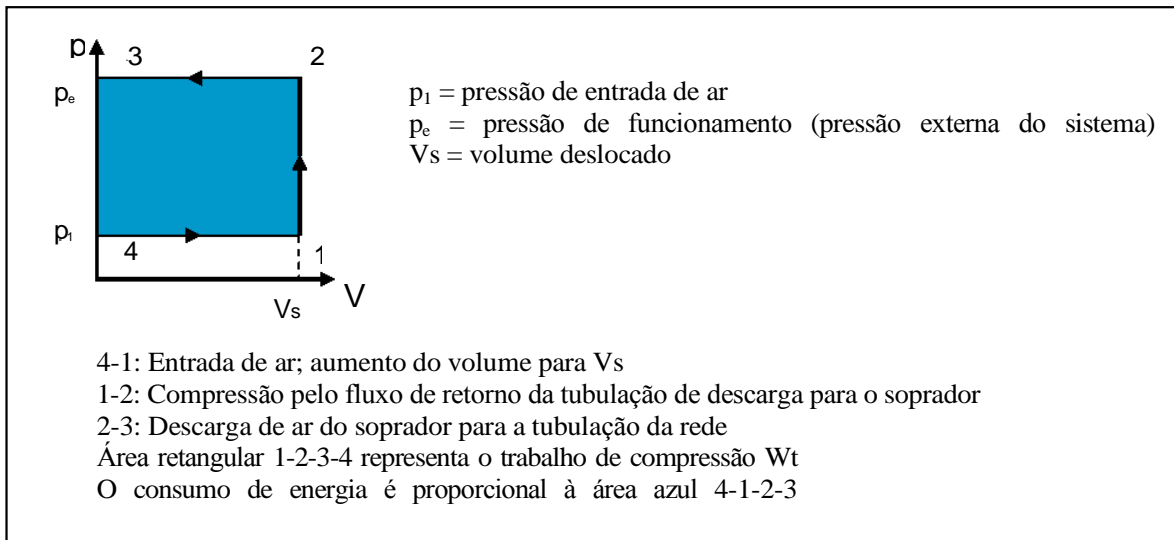 p
3
2
pe
p1
4
1
Vs
V
p1 = pressão de entrada de ar
pe = pressão de funcionamento (pressão externa do sistema)
Vs = volume deslocado
4-1: Entrada de ar; aumento do volume para Vs
1-2: Compressão pelo fluxo de retorno da tubulação de descarga para o soprador
2-3: Descarga de ar do soprador para a tubulação da rede
Área retangular 1-2-3-4 representa o trabalho de compressão Wt
O consumo de energia é proporcional à área azul 4-1-2-3